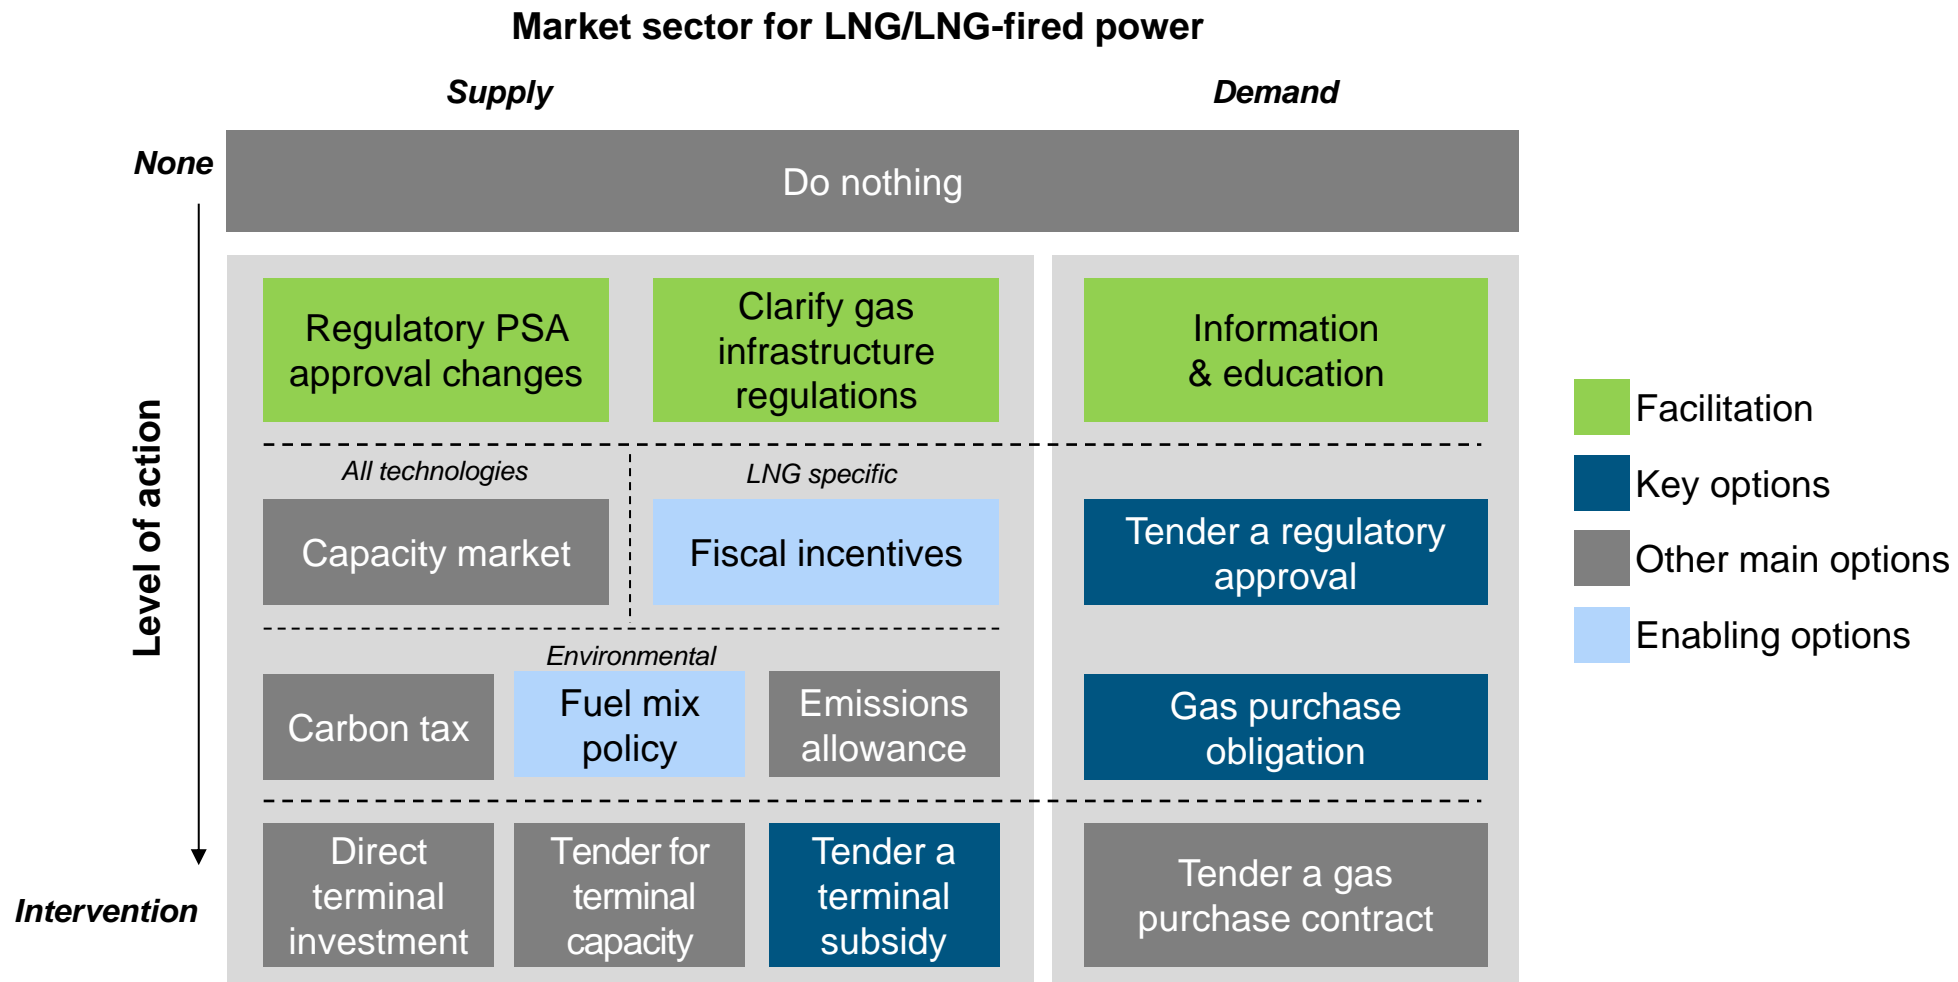 Market sector for LNG/LNG-fired power
Supply
Demand
None
Do nothing
Level of action
Regulatory PSA
approval changes
Clarify gas
infrastructure
regulations
Information
& education
All technologies
LNG specific
Capacity market
Fiscal incentives
Tender a regulatory
approval
Environmental
Carbon tax
Fuel mix
policy
Emissions
allowance
Gas purchase
obligation
Intervention
Direct
terminal
investment
Tender for
terminal
capacity
Tender a
terminal
subsidy
Tender a gas
purchase contract
Facilitation
Key options
Other main options
Enabling options